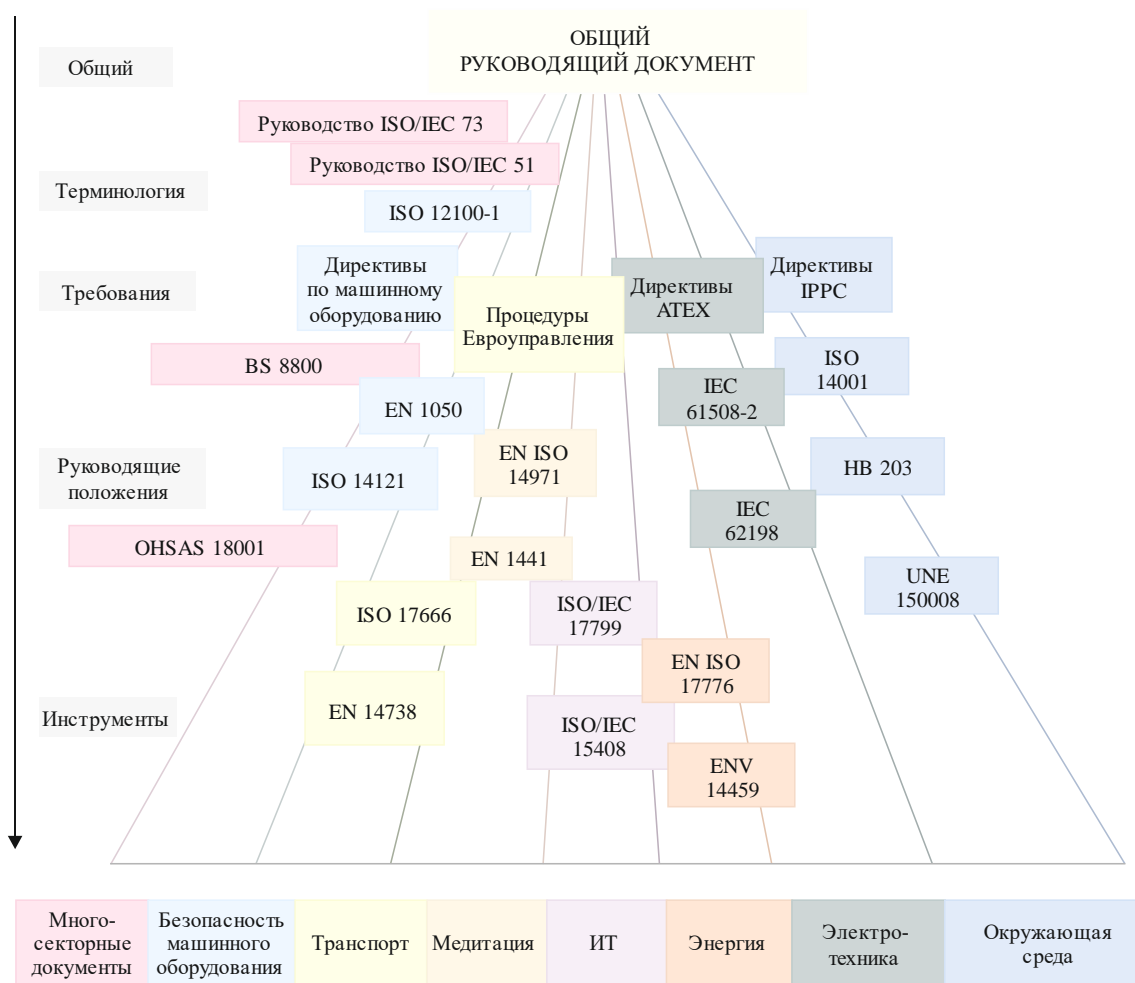 ОБЩИЙ
РУКОВОДЯЩИЙ ДОКУМЕНТ
Общий
Руководство ISO/IEC 73
Руководство ISO/IEC 51
Терминология
ISO 12100-1
Требования
Директивы
по машинному
оборудованию
Процедуры
Евроуправления
Директивы
ATEX
Директивы
IPPC
BS 8800
ISO
14001
EN 1050
IEC
61508-2
Руководящие
положения
ISO 14121
EN ISO
14971
HB 203
IEC
62198
OHSAS 18001
EN 1441
UNE
150008
ISO 17666
ISO/IEC
17799
EN ISO
17776
Инструменты
EN 14738
ISO/IEC
15408
ENV
14459
Много-
секторные
документы
Безопасность
машинного
оборудования
Транспорт
Медитация
ИТ
Энергия
Электро-
техника
Окружающая
среда